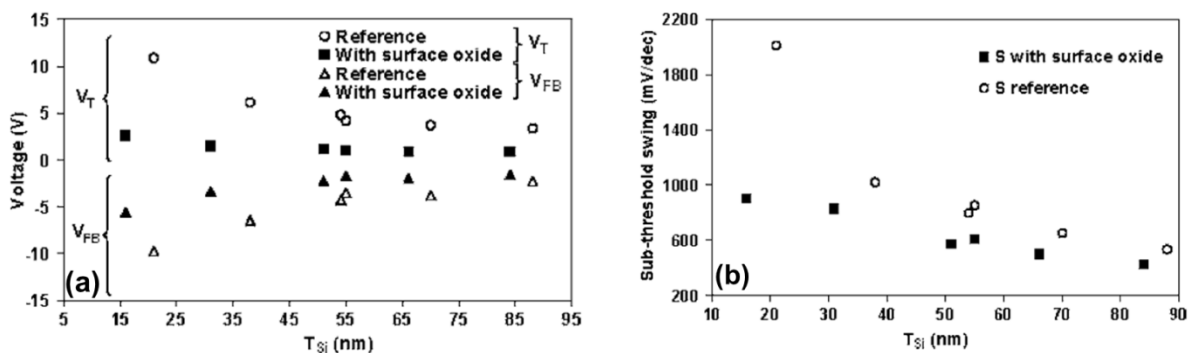 15
10
5
0
-5
-10
-15
Voltage (V)
V_T
V_FB
Reference
With surface oxide
V_T
Reference
With surface oxide
V_FB
(a)
5 15 25 35 45 55 65 75 85 95
T_Si (nm)
2200
1800
1400
1000
600
200
Sub-threshold swing (mV/dec)
S with surface oxide
S reference
(b)
10 20 30 40 50 60 70 80 90
T_Si (nm)